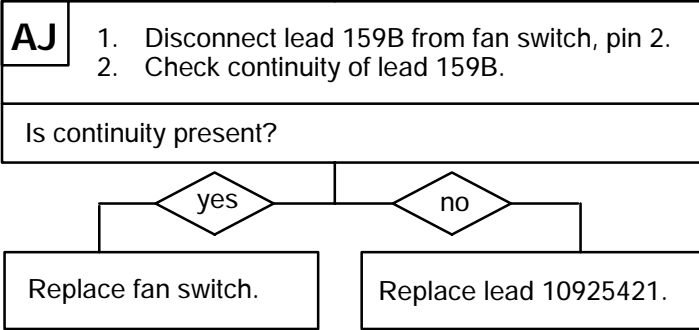 AJ
1. Disconnect lead 159B from fan switch, pin 2.
2. Check continuity of lead 159B.
Is continuity present?
yes
no
Replace fan switch.
Replace lead 10925421.